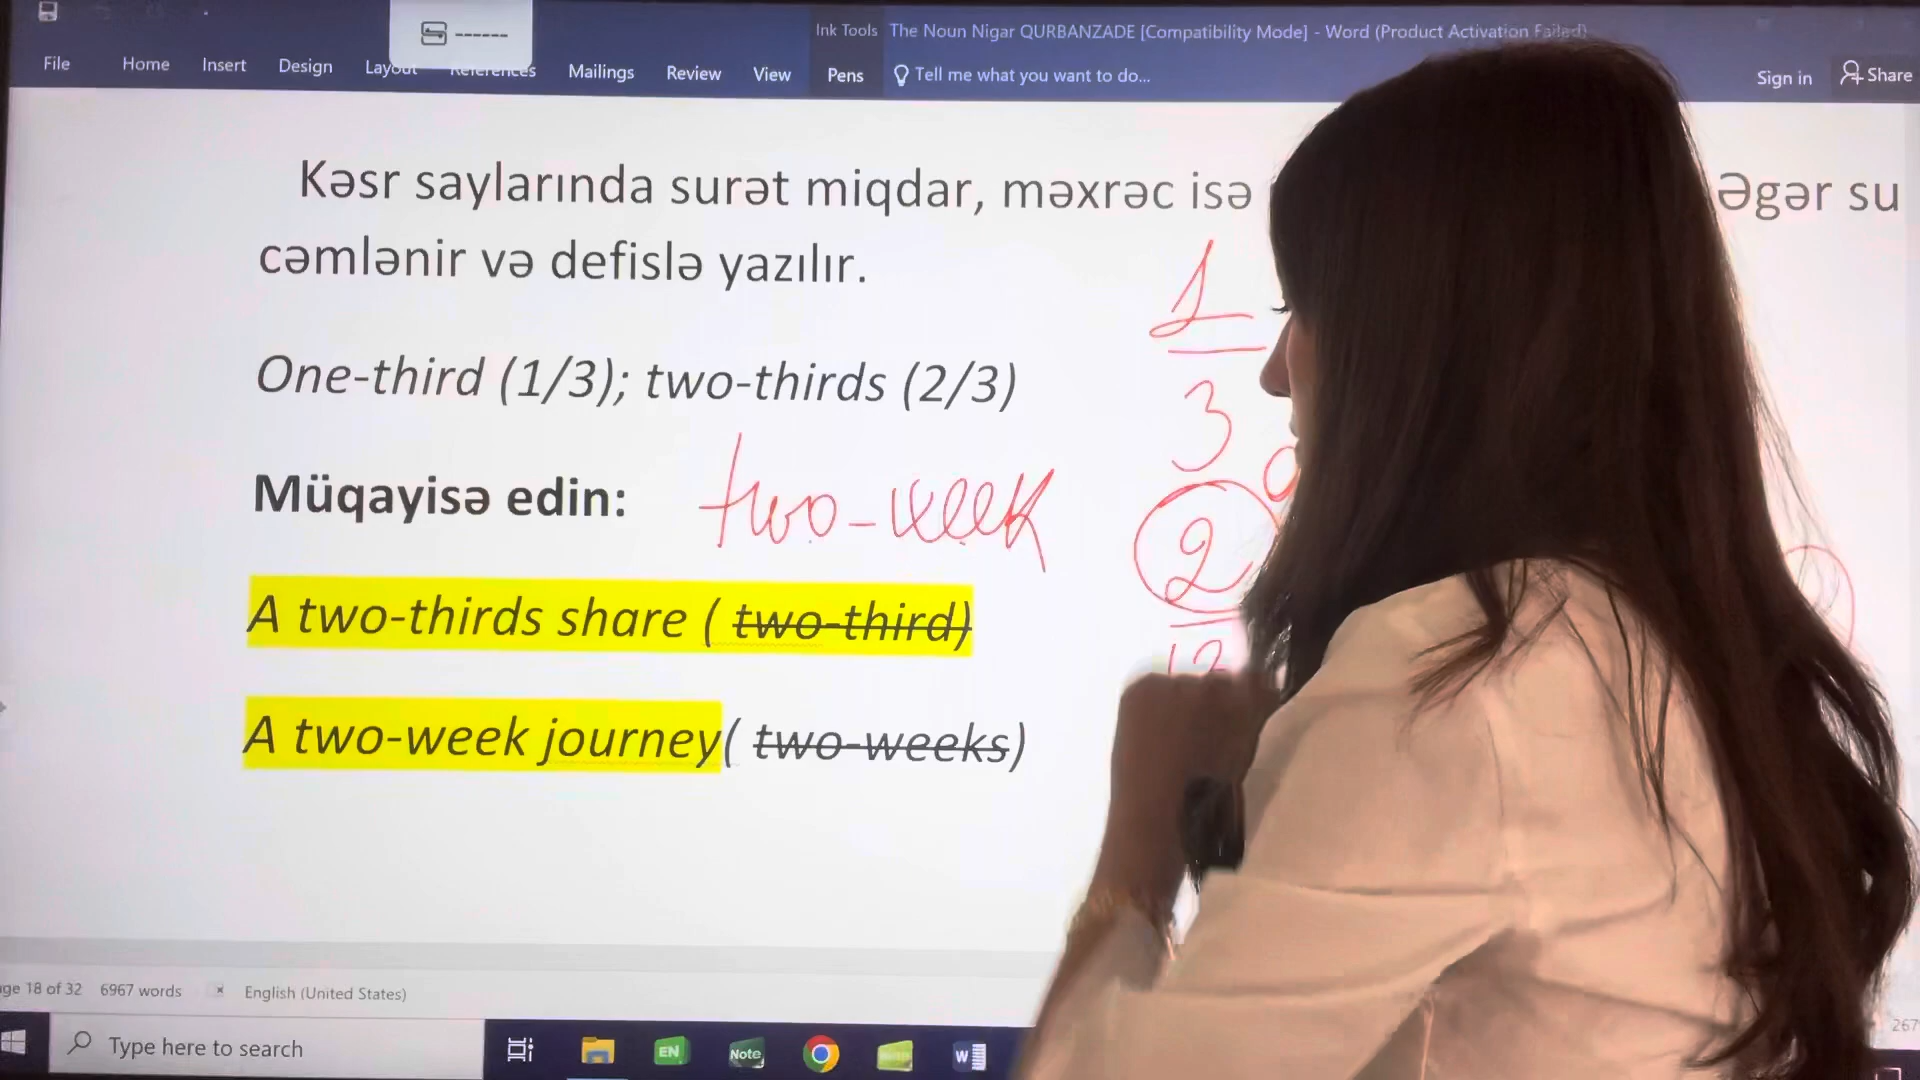 ------
Ink Tools The Noun Nigar QURBANZADE [Compatibility Mode] - Word (Product Activation Failed)
File Home Insert Design Layout References Mailings Review View Pens Tell me what you want to do... Sign in Share
Kəsr saylarında surət miqdar, məxrəc isə Əgər su
cəmlənir və defislə yazılır.
1
3
One-third (1/3); two-thirds (2/3)
Müqayisə edin: two-week
2
12
A two-thirds share ( two-third)
A two-week journey( two-weeks)
ge 18 of 32 6967 words English (United States)
267
Type here to search
EN
Note
W